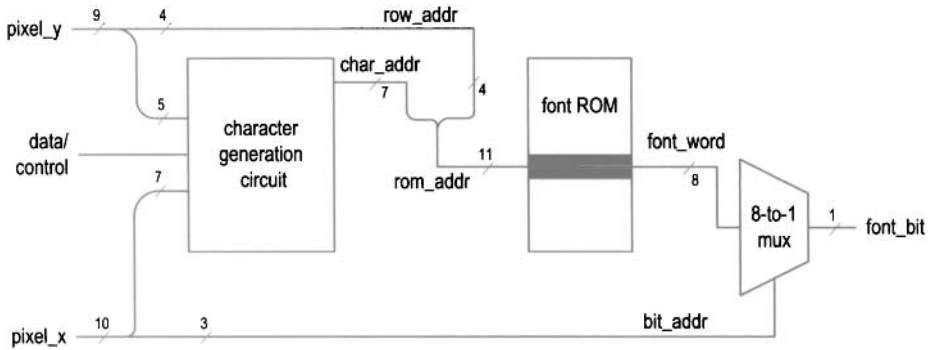 9
4
row_addr
pixel_y
char_addr
7
4
font ROM
5
character
generation
circuit
data/
control
font_word
11
8
rom_addr
7
8-to-1
mux
1
font_bit
10
3
bit_addr
pixel_x